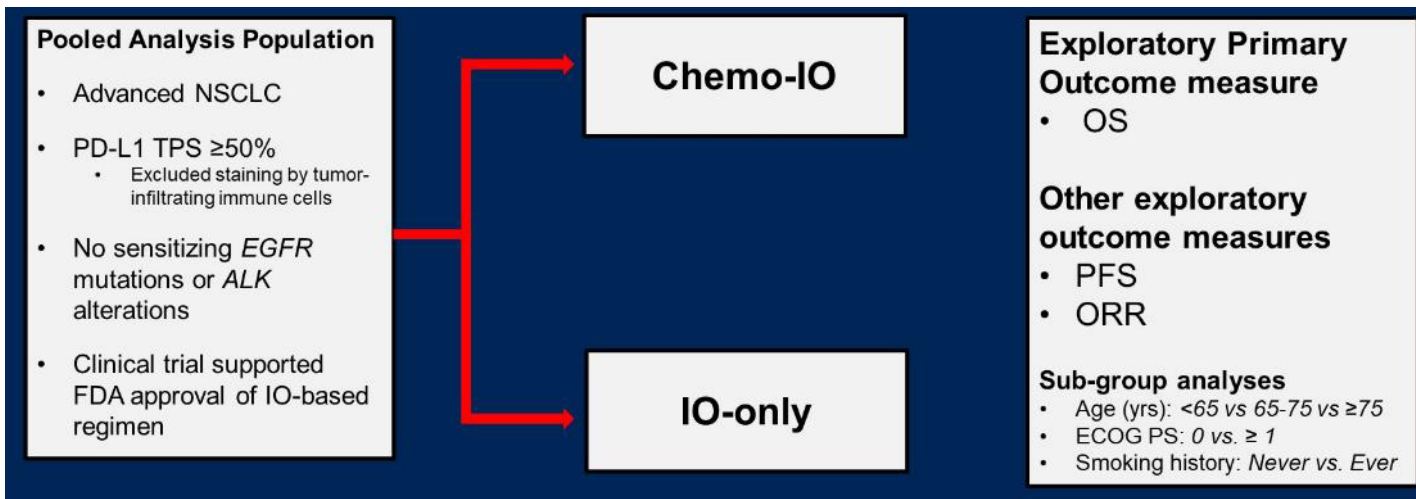 Pooled Analysis Population
• Advanced NSCLC
• PD-L1 TPS ≥50%
• Excluded staining by tumor-
infiltrating immune cells
• No sensitizing EGFR
mutations or ALK
alterations
• Clinical trial supported
FDA approval of IO-based
regimen
Chemo-IO
IO-only
Exploratory Primary
Outcome measure
• OS
Other exploratory
outcome measures
• PFS
• ORR
Sub-group analyses
• Age (yrs): <65 vs 65-75 vs ≥75
• ECOG PS: 0 vs. ≥ 1
• Smoking history: Never vs. Ever